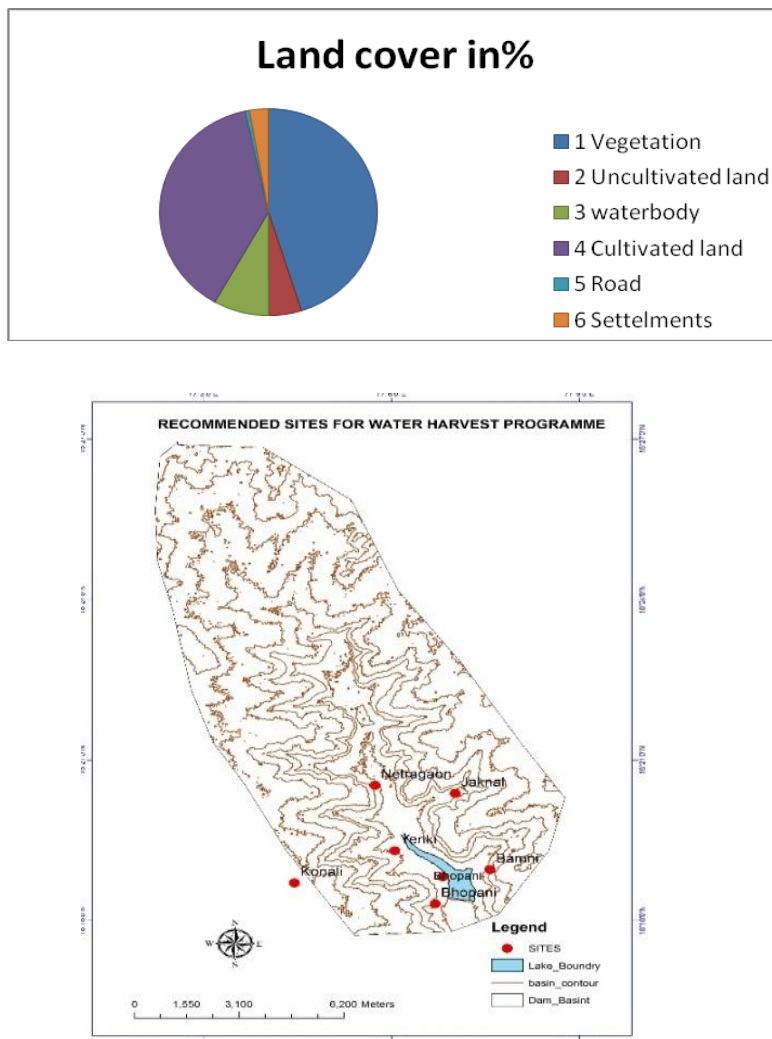 Land cover in%
1 Vegetation
2 Uncultivated land
3 waterbody
4 Cultivated land
5 Road
6 Settelments
RECOMMENDED SITES FOR WATER HARVEST PROGRAMME
Netragaon
Jaknal
Yenki
Bamni
Konali
Bhopani
Bhopani
Legend
SITES
Lake_Boundry
basin_contour
Dam_Basint
N
W E
S
0 1,550 3,100 6,200 Meters